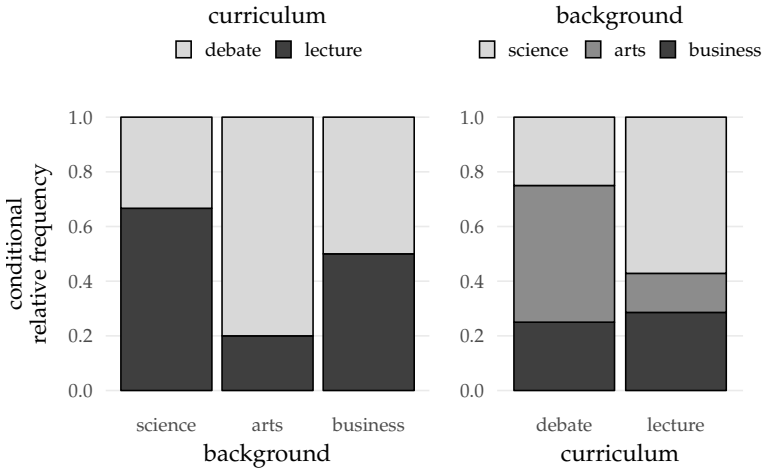 curriculum
debate lecture
background
science arts business
conditional
relative frequency
1.0
0.8
0.6
0.4
0.2
0.0
science arts business
background
1.0
0.8
0.6
0.4
0.2
0.0
debate lecture
curriculum